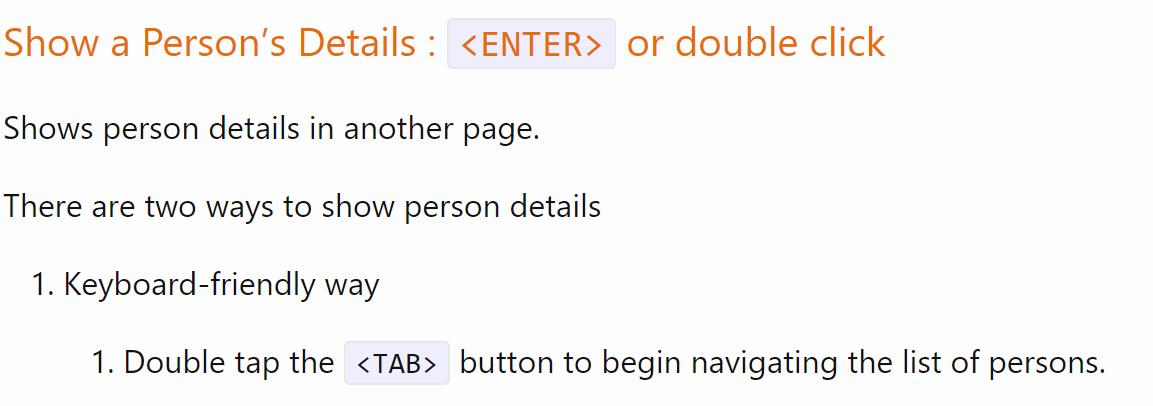 Show a Person’s Details : <ENTER> or double click
Shows person details in another page.
There are two ways to show person details
1. Keyboard-friendly way
1. Double tap the <TAB> button to begin navigating the list of persons.